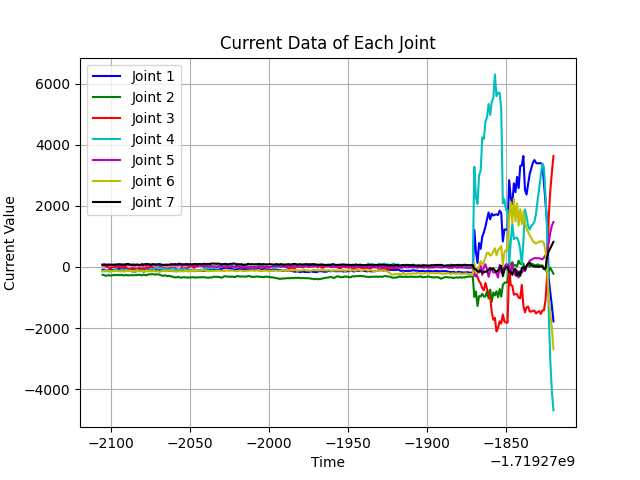 Current Data of Each Joint
Joint 1
Joint 2
Joint 3
Joint 4
Joint 5
Joint 6
Joint 7
6000
4000
2000
0
−2000
−4000
Current Value
−2100
−2050
−2000
−1950
−1900
−1850
Time
−1.71927e9